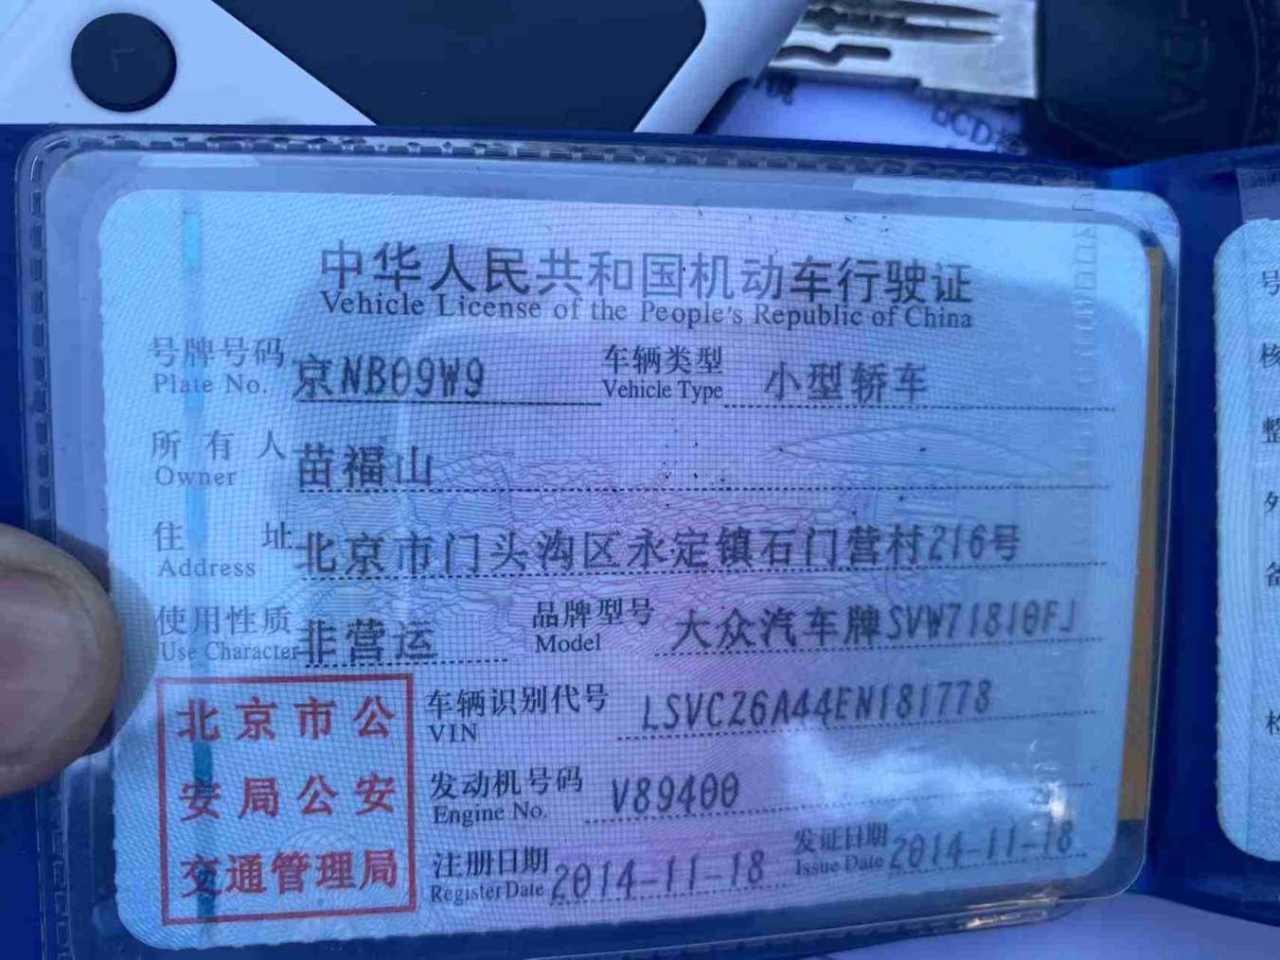 中华人民共和国机动车行驶证
Vehicle License of the People's Republic of China
号牌号码 京NB09W9 车辆类型 小型轿车
Plate No. Vehicle Type
所有人 苗福山
Owner
住址 北京市门头沟区永定镇石门营村216号
Address
使用性质 非营运 品牌型号 大众汽车牌SVW71810FJ
Use Character Model
北京市公
安局公安
交通管理局
车辆识别代号 LSVCZ6A44EN181778
VIN
发动机号码 V89400
Engine No.
注册日期 2014-11-18 发证日期 2014-11-18
Register Date Issue Date
号
核
整
外